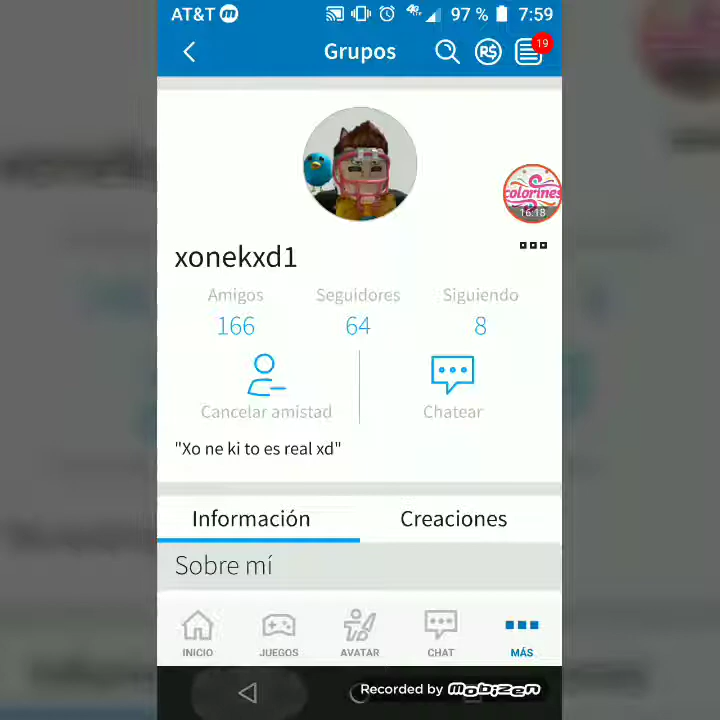 AT&T 4G 97 % 7:59
Grupos R$ 19
colorines
16:18
xonekxd1
Amigos Seguidores Siguiendo
166 64 8
Cancelar amistad Chatear
"Xo ne ki to es real xd"
Información Creaciones
Sobre mí
INICIO JUEGOS AVATAR CHAT MÁS
Recorded by Mobizen